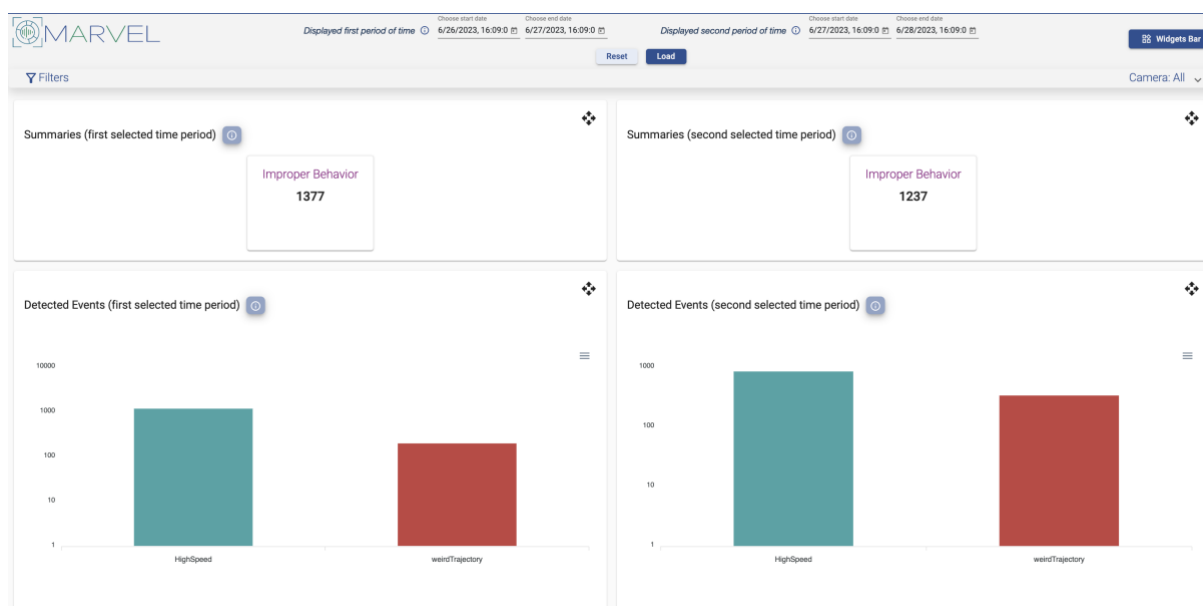 MARVEL
Displayed first period of time
Choose start date
6/26/2023, 16:09:0
Choose end date
6/27/2023, 16:09:0
Displayed second period of time
Choose start date
6/27/2023, 16:09:0
Choose end date
6/28/2023, 16:09:0
Widgets Bar
Reset
Load
Filters
Camera: All
Summaries (first selected time period)
Improper Behavior
1377
Summaries (second selected time period)
Improper Behavior
1237
Detected Events (first selected time period)
10000
1000
100
10
1
HighSpeed
weirdTrajectory
Detected Events (second selected time period)
1000
100
10
1
HighSpeed
weirdTrajectory